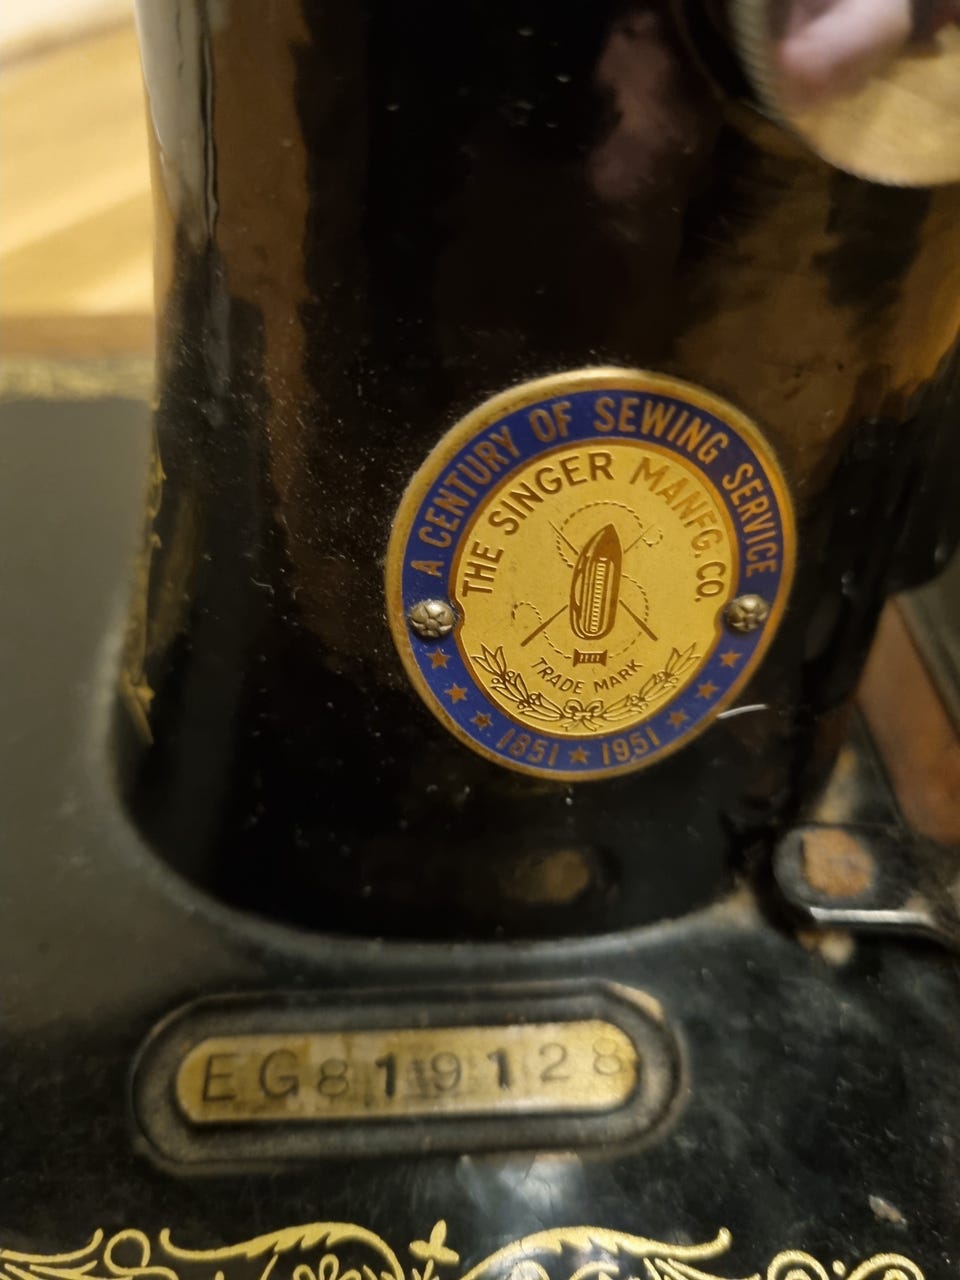 A CENTURY OF SEWING SERVICE
THE SINGER MANFG. CO.
TRADE MARK
1851 ★ 1951
EG819128